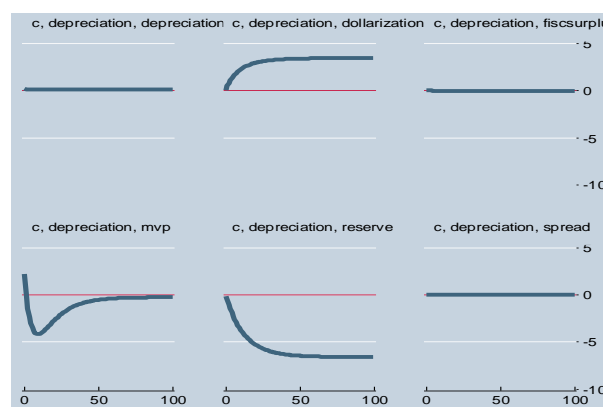 c, depreciation, depreciation
c, depreciation, dollarization
c, depreciation, fiscsurplu
5
0
-5
-10
c, depreciation, mvp
c, depreciation, reserve
c, depreciation, spread
5
0
-5
-10
0 50 100
0 50 100
0 50 100